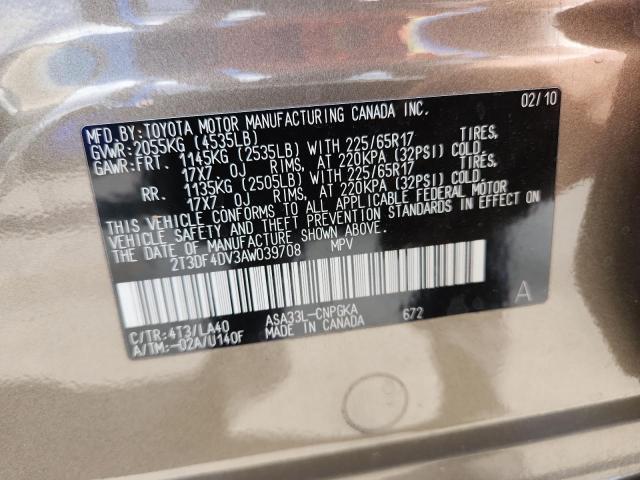 MFD.BY:TOYOTA MOTOR MANUFACTURING CANADA INC. 02/10
GVWR:2055KG (4535LB)
GAWR:FRT. 1145KG (2535LB) WITH 225/65R17 TIRES,
17X7.0J RIMS, AT 220KPA (32PSI) COLD.
RR. 1135KG (2505LB) WITH 225/65R17 TIRES,
17X7.0J RIMS, AT 220KPA (32PSI) COLD.
THIS VEHICLE CONFORMS TO ALL APPLICABLE FEDERAL MOTOR
VEHICLE SAFETY AND THEFT PREVENTION STANDARDS IN EFFECT ON
THE DATE OF MANUFACTURE SHOWN ABOVE.
2T3DF4DV3AW039708 MPV
A
C/TR:4T3/LA40 ASA33L-CNPGKA 672
A/TM:-02A/U140F MADE IN CANADA